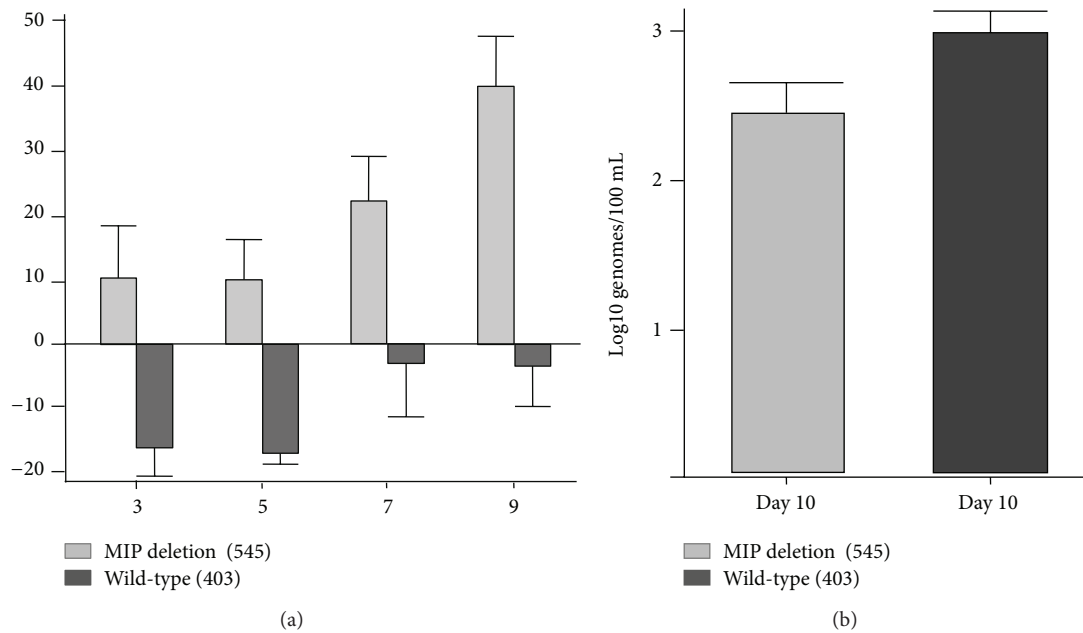 50
40
30
20
10
0
−10
−20
3 5 7 9
MIP deletion (545)
Wild-type (403)
(a)
Log10 genomes/100 mL
3
2
1
Day 10 Day 10
MIP deletion (545)
Wild-type (403)
(b)